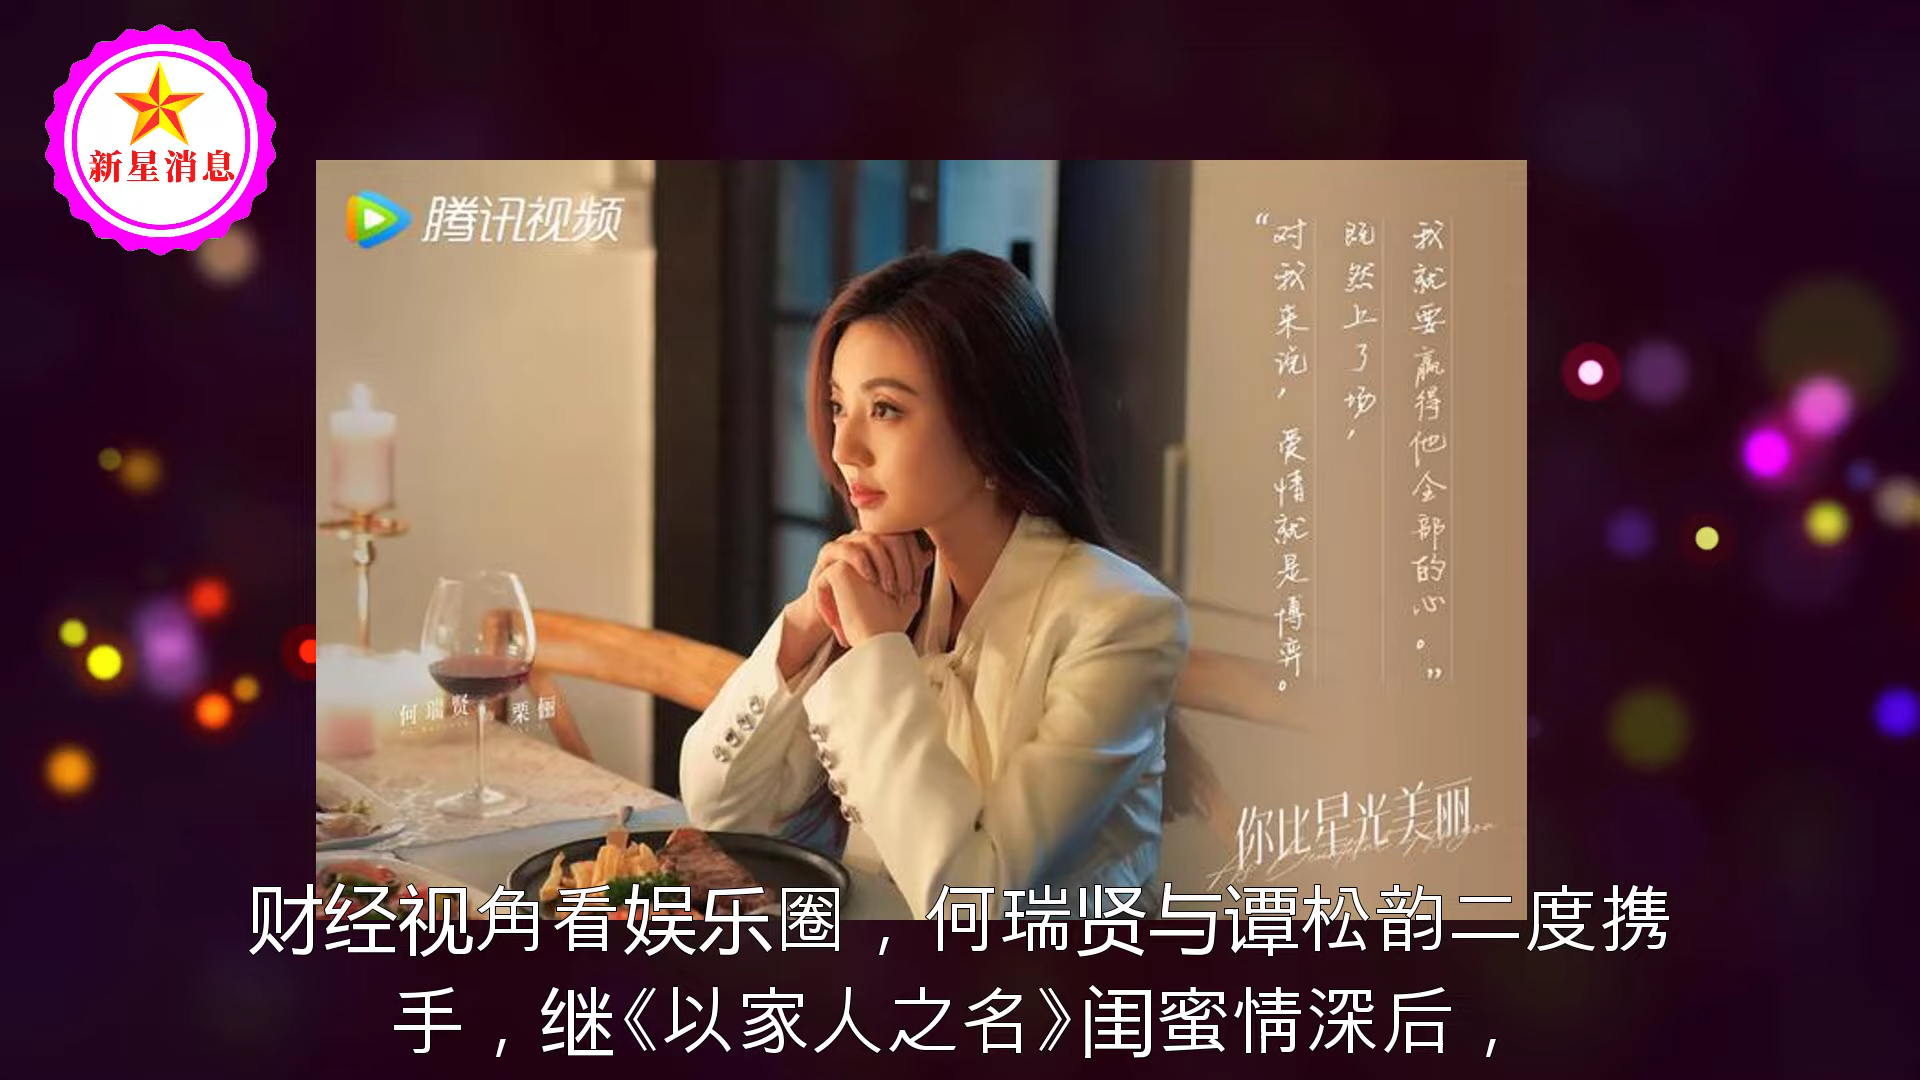 新星消息
腾讯视频
“对我来说，爱情就是博弈。
既然上了场，
我就要赢得他全部的心。”
何瑞贤 栗俪
你比星光美丽
财经视角看娱乐圈，何瑞贤与谭松韵二度携
手，继《以家人之名》闺蜜情深后，